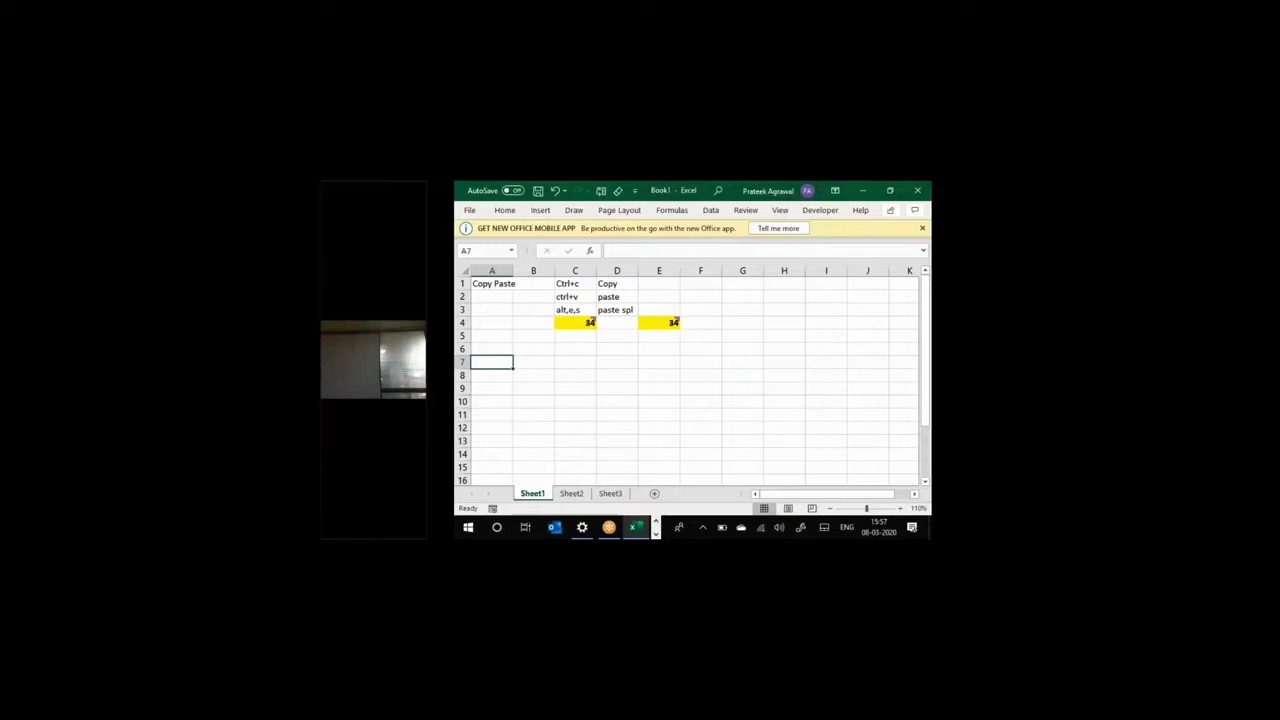 AutoSave Off Book1 - Excel Prateek Agrawal PA
File Home Insert Draw Page Layout Formulas Data Review View Developer Help
GET NEW OFFICE MOBILE APP Be productive on the go with the new Office app. Tell me more
A7 fx
A B C D E F G H I J K
1 Copy Paste Ctrl+c Copy
2 ctrl+v paste
3 alt,e,s paste spl
4 34 34
5
6
7
8
9
10
11
12
13
14
15
16
Sheet1 Sheet2 Sheet3
Ready 110%
ENG 15:57
08-03-2020